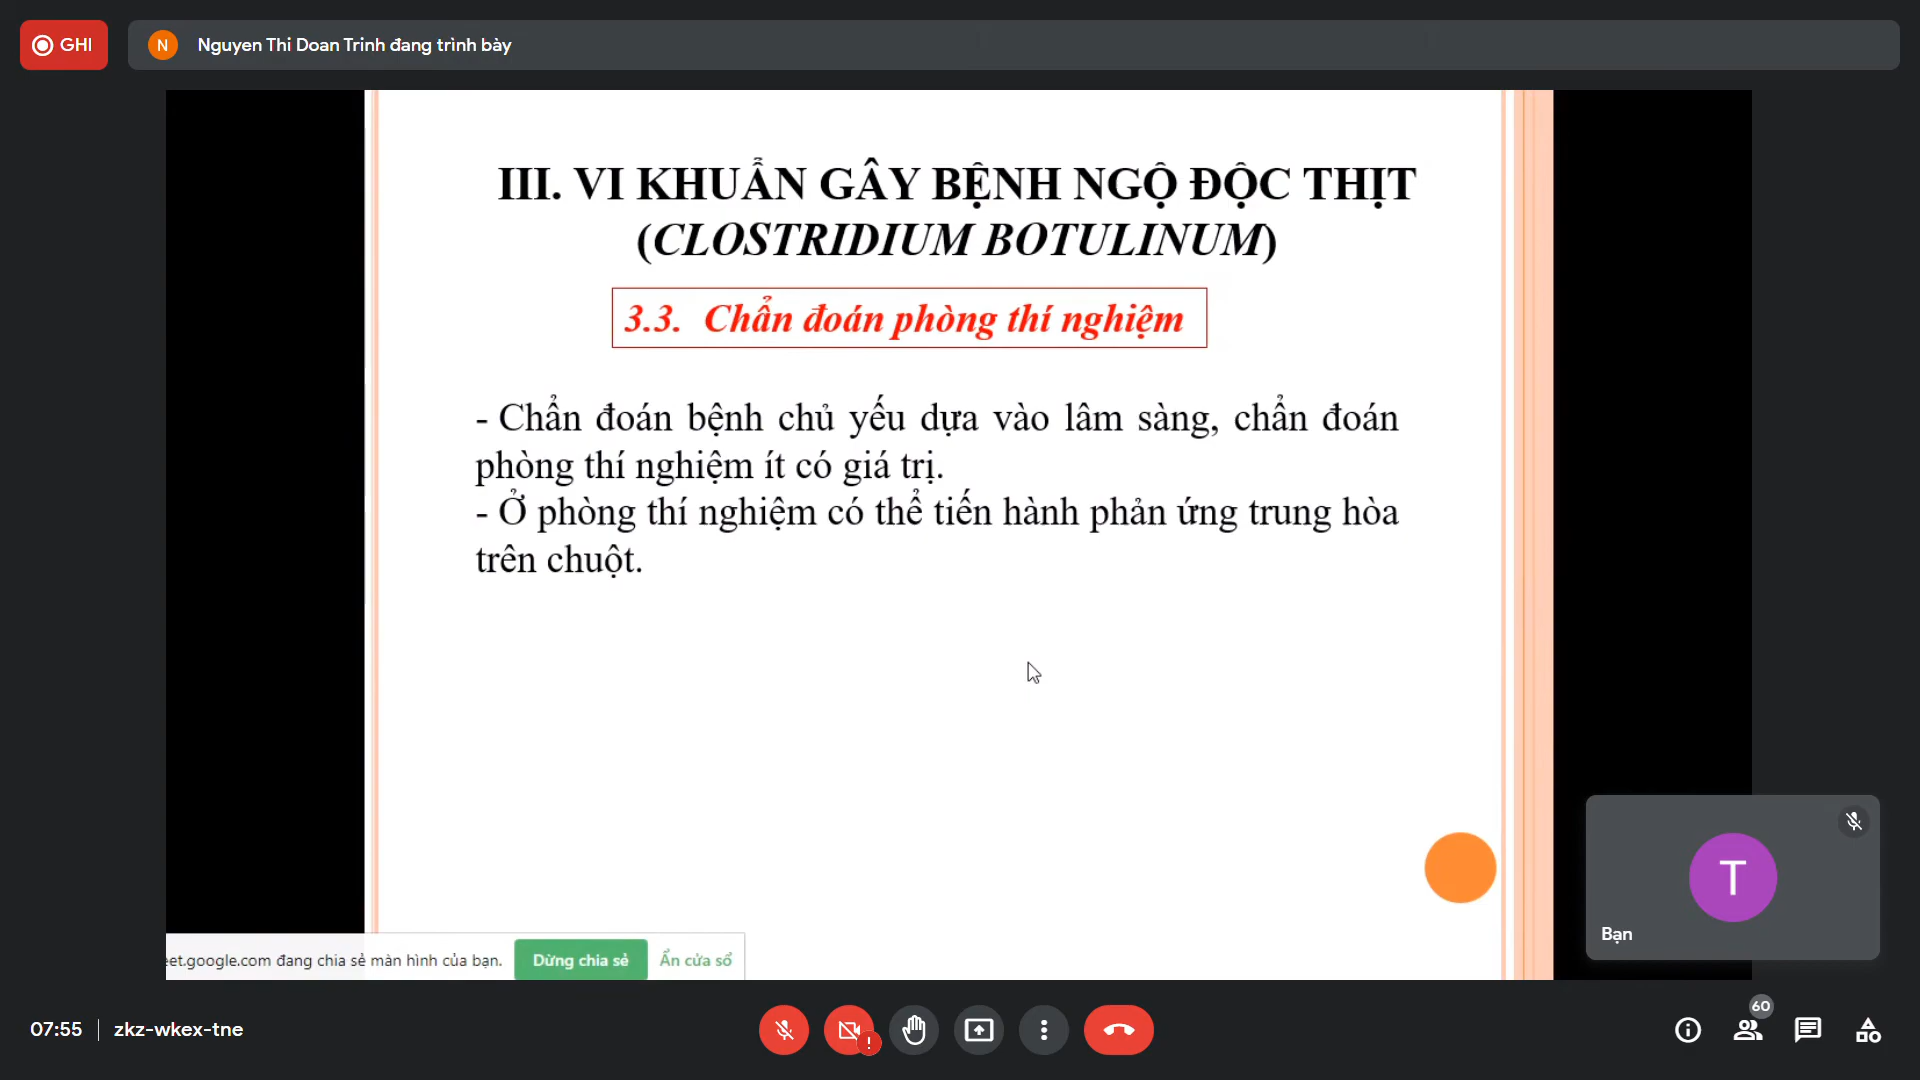 GHI
N
Nguyen Thi Doan Trinh đang trình bày
III. VI KHUẨN GÂY BỆNH NGỘ ĐỘC THỊT
(CLOSTRIDIUM BOTULINUM)
3.3. Chẩn đoán phòng thí nghiệm
- Chẩn đoán bệnh chủ yếu dựa vào lâm sàng, chẩn đoán
phòng thí nghiệm ít có giá trị.
- Ở phòng thí nghiệm có thể tiến hành phản ứng trung hòa
trên chuột.
eet.google.com đang chia sẻ màn hình của bạn.
Dừng chia sẻ
Ẩn cửa sổ
T
Bạn
07:55
zkz-wkex-tne
!
60